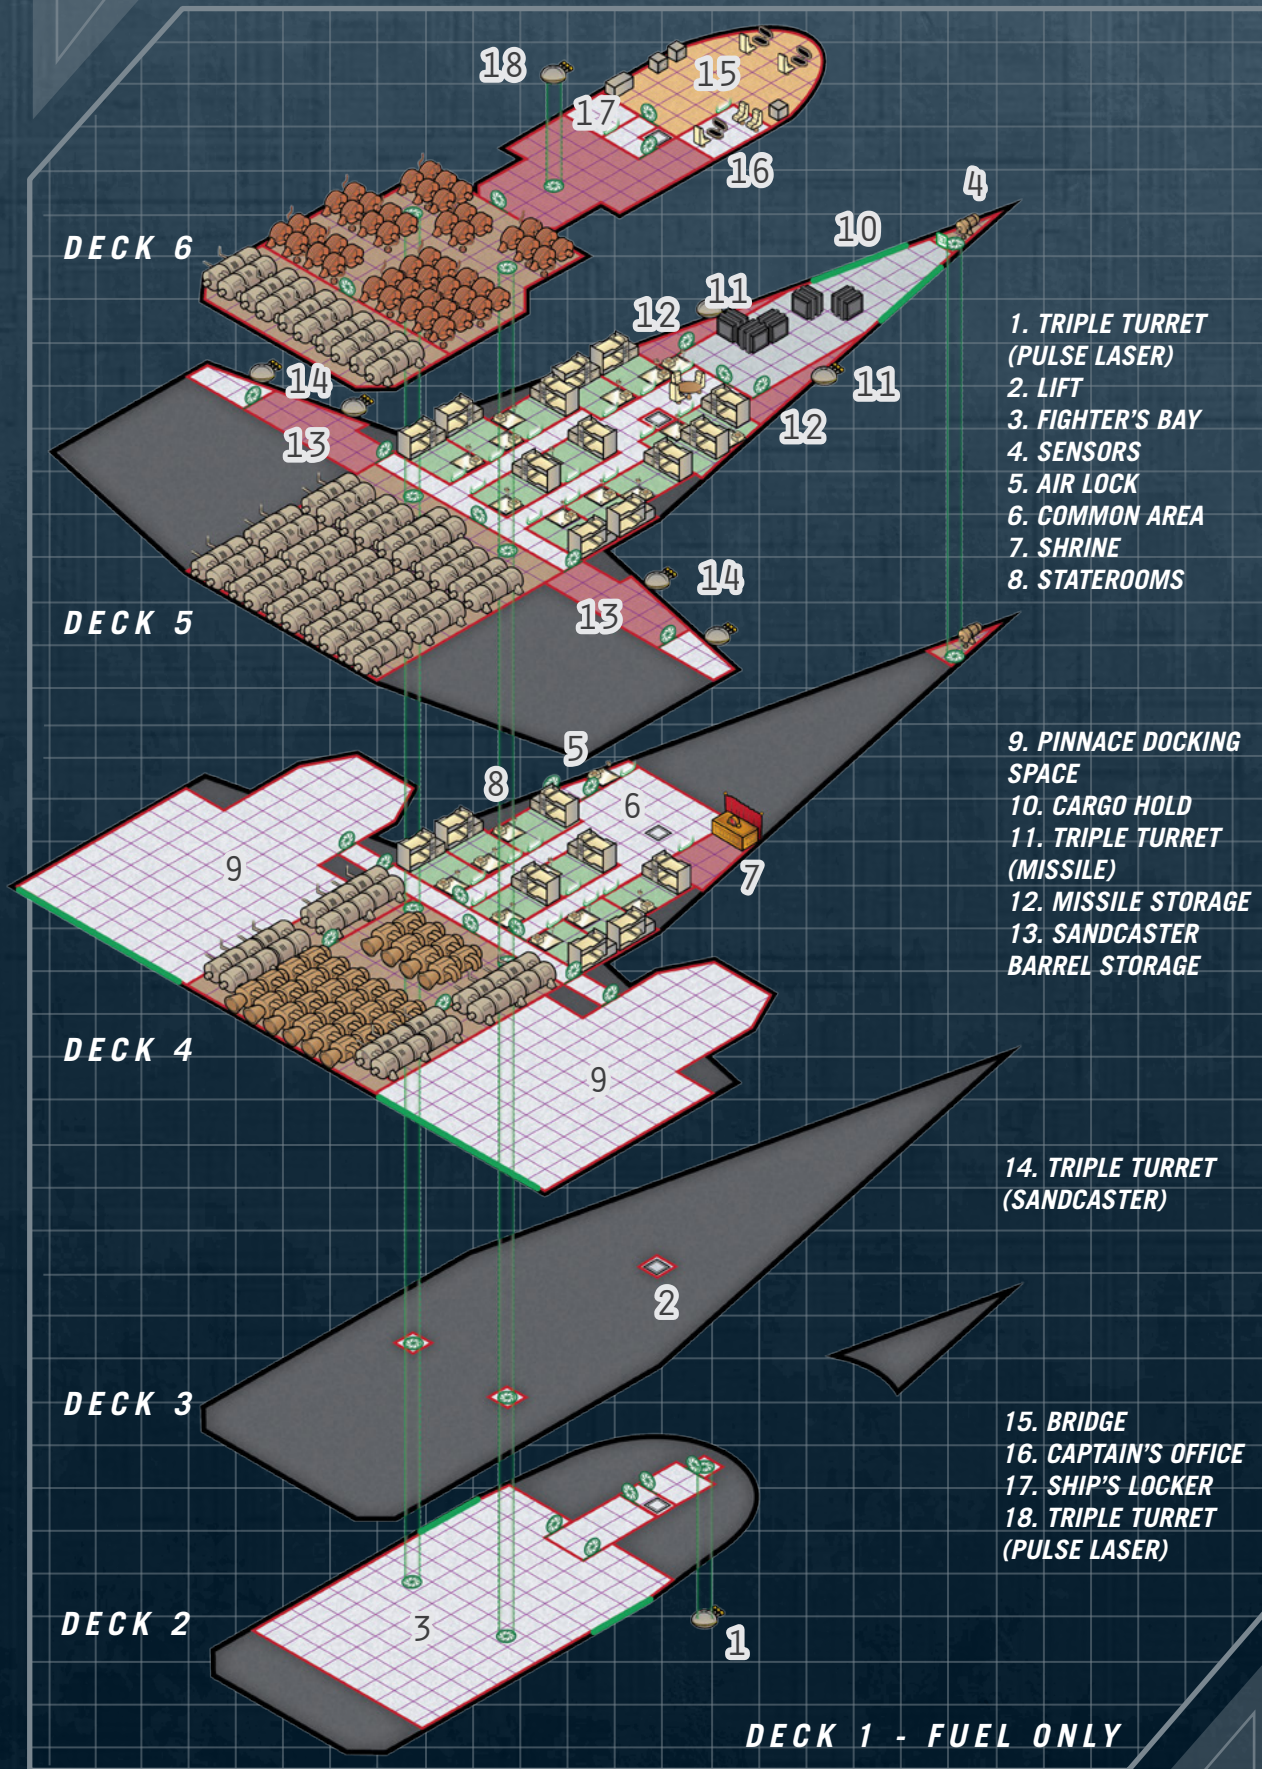 18
15
17
16
4
DECK 6
10
11
12
1. TRIPLE TURRET
(PULSE LASER)
2. LIFT
3. FIGHTER'S BAY
4. SENSORS
5. AIR LOCK
6. COMMON AREA
7. SHRINE
8. STATEROOMS
14
11
13
12
14
DECK 5
13
5
8
6
9. PINNACE DOCKING
SPACE
10. CARGO HOLD
11. TRIPLE TURRET
(MISSILE)
12. MISSILE STORAGE
13. SANDCASTER
BARREL STORAGE
9
7
DECK 4
9
14. TRIPLE TURRET
(SANDCASTER)
2
DECK 3
15. BRIDGE
16. CAPTAIN'S OFFICE
17. SHIP'S LOCKER
18. TRIPLE TURRET
(PULSE LASER)
DECK 2
3
1
DECK 1 - FUEL ONLY